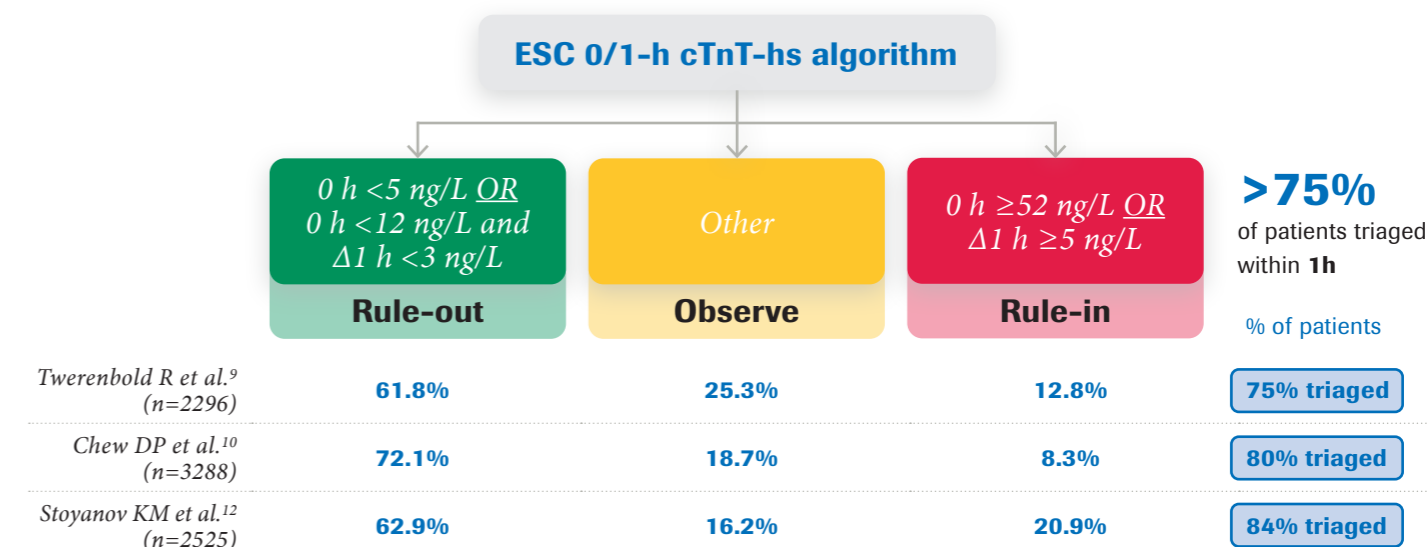 ESC 0/1-h cTnT-hs algorithm
0 h <5 ng/L OR
0 h <12 ng/L and
Δ1 h <3 ng/L
Rule-out
Other
Observe
0 h ≥52 ng/L OR
Δ1 h ≥5 ng/L
Rule-in
>75%
of patients triaged
within 1h
% of patients
Twerenbold R et al.⁹
(n=2296)
61.8%
25.3%
12.8%
75% triaged
Chew DP et al.¹⁰
(n=3288)
72.1%
18.7%
8.3%
80% triaged
Stoyanov KM et al.¹²
(n=2525)
62.9%
16.2%
20.9%
84% triaged